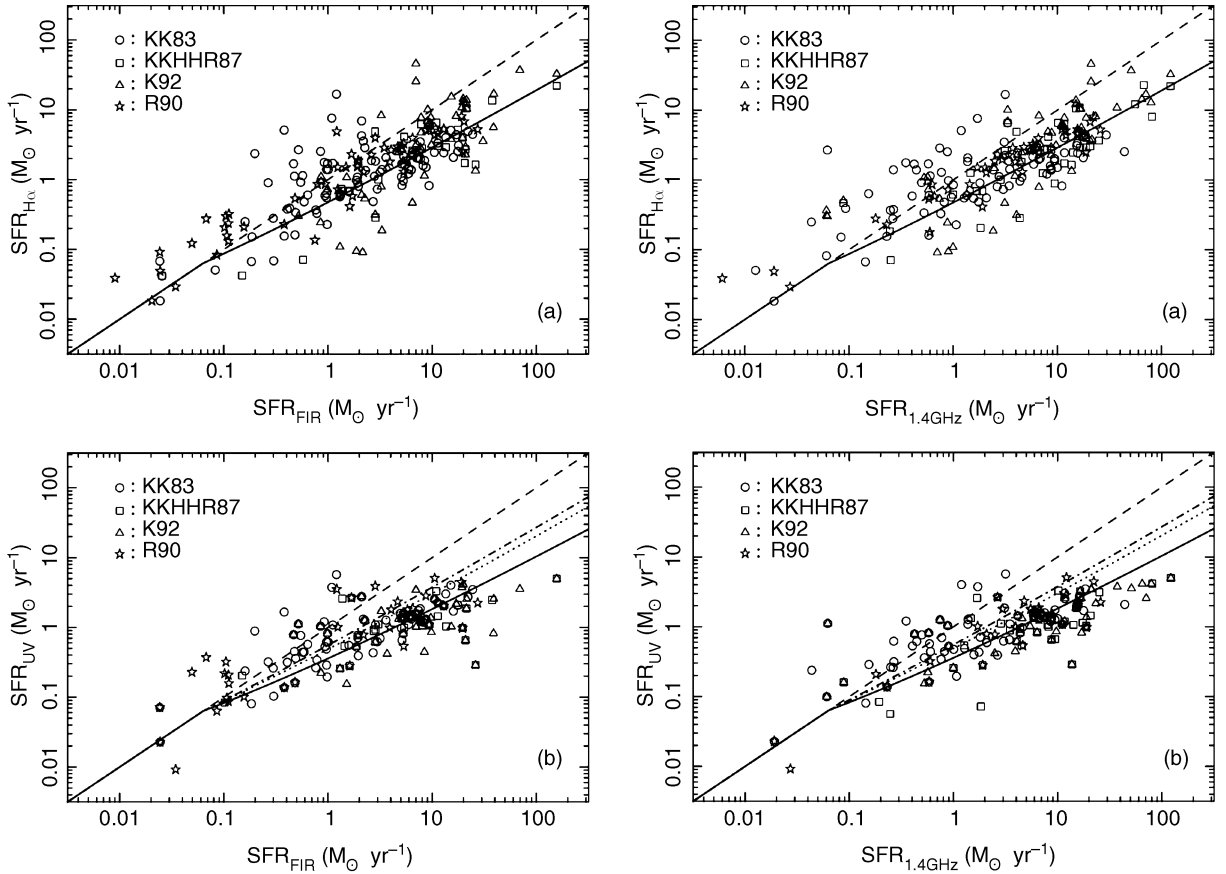 KK83
KKHHR87
K92
R90
SFR_Hα (M⊙ yr⁻¹)
0.01 0.1 1 10 100
(a)
0.01 0.1 1 10 100
SFR_FIR (M⊙ yr⁻¹)
KK83
KKHHR87
K92
R90
SFR_Hα (M⊙ yr⁻¹)
0.01 0.1 1 10 100
(a)
0.01 0.1 1 10 100
SFR_1.4GHz (M⊙ yr⁻¹)
KK83
KKHHR87
K92
R90
SFR_UV (M⊙ yr⁻¹)
0.01 0.1 1 10 100
(b)
0.01 0.1 1 10 100
SFR_FIR (M⊙ yr⁻¹)
KK83
KKHHR87
K92
R90
SFR_UV (M⊙ yr⁻¹)
0.01 0.1 1 10 100
(b)
0.01 0.1 1 10 100
SFR_1.4GHz (M⊙ yr⁻¹)